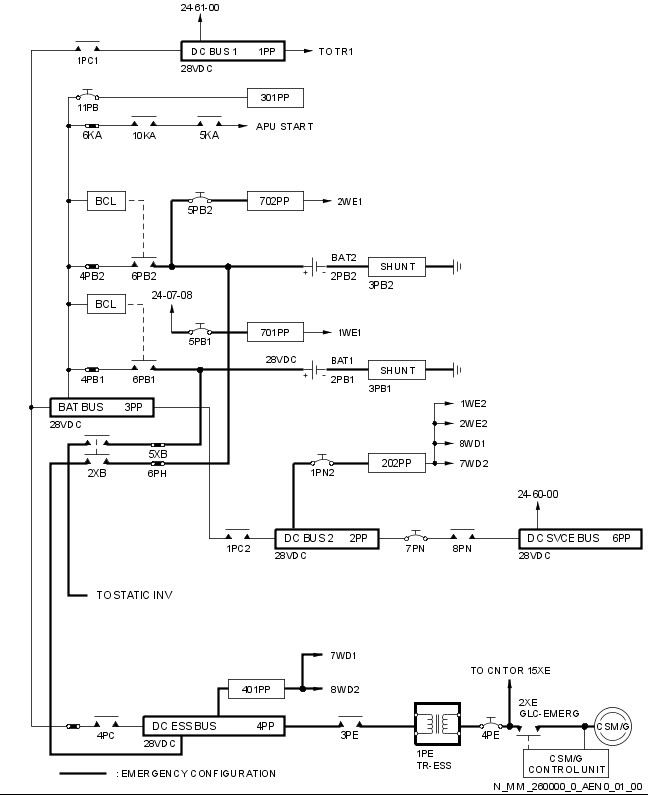 24-61-00
DC BUS 1 1PP
TO TR1
1PC1
28VDC
301PP
11PB
6KA
10KA
5KA
APU START
BCL
702PP
2WE1
5PB2
BAT2
SHUNT
4PB2
6PB2
2PB2
3PB2
24-07-08
BCL
701PP
1WE1
5PB1
28VDC
BAT1
SHUNT
4PB1
6PB1
2PB1
3PB1
BAT BUS 3PP
28VDC
1WE2
2WE2
5XB
8WD1
2XB
6PH
1PN2
202PP
7WD2
24-60-00
DC BUS 2 2PP
DC SVCE BUS 6PP
1PC2
28VDC
7PN
8PN
28VDC
TO STATIC INV
7WD1
401PP
8WD2
TO CNTOR 15XE
2XE
GLC-EMERG
DC ESS BUS 4PP
CSM/G
4PC
28VDC
3PE
1PE
TR-ESS
4PE
CSM/G
CONTROL UNIT
: EMERGENCY CONFIGURATION
N_MM_260000_0_AEN0_01_00